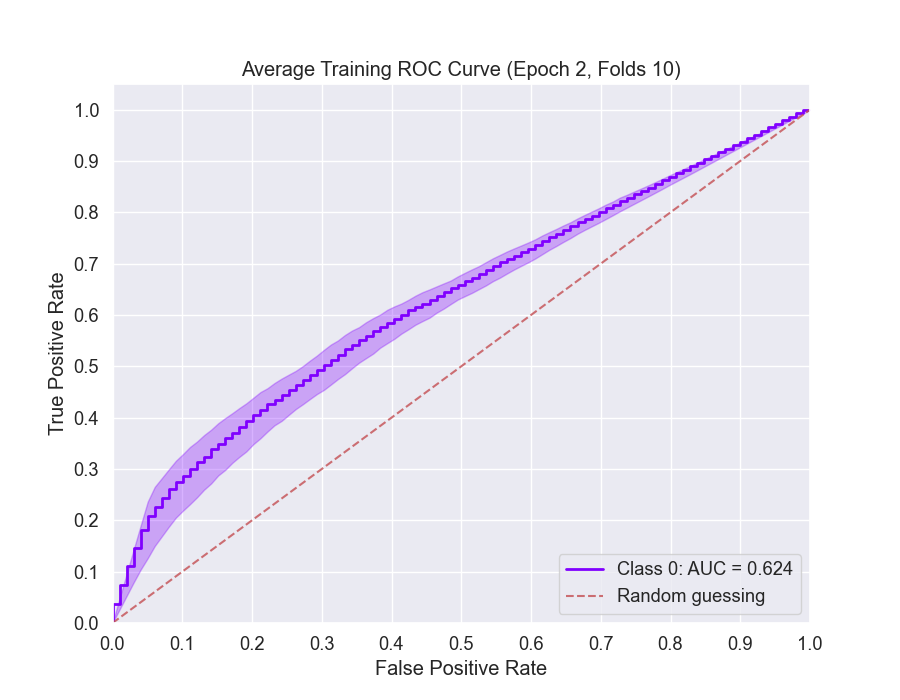 Average Training ROC Curve (Epoch 2, Folds 10)
True Positive Rate
1.0
0.9
0.8
0.7
0.6
0.5
0.4
0.3
0.2
0.1
0.0
Class 0: AUC = 0.624
Random guessing
0.0 0.1 0.2 0.3 0.4 0.5 0.6 0.7 0.8 0.9 1.0
False Positive Rate